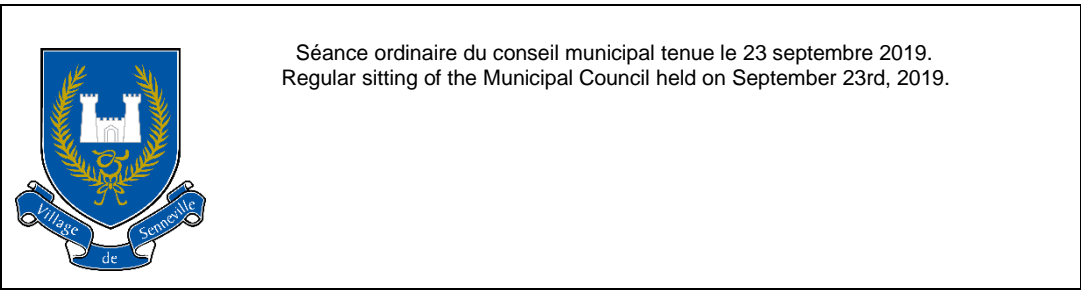 Séance ordinaire du conseil municipal tenue le 23 septembre 2019.
Regular sitting of the Municipal Council held on September 23rd, 2019.
Village
de
Senneville